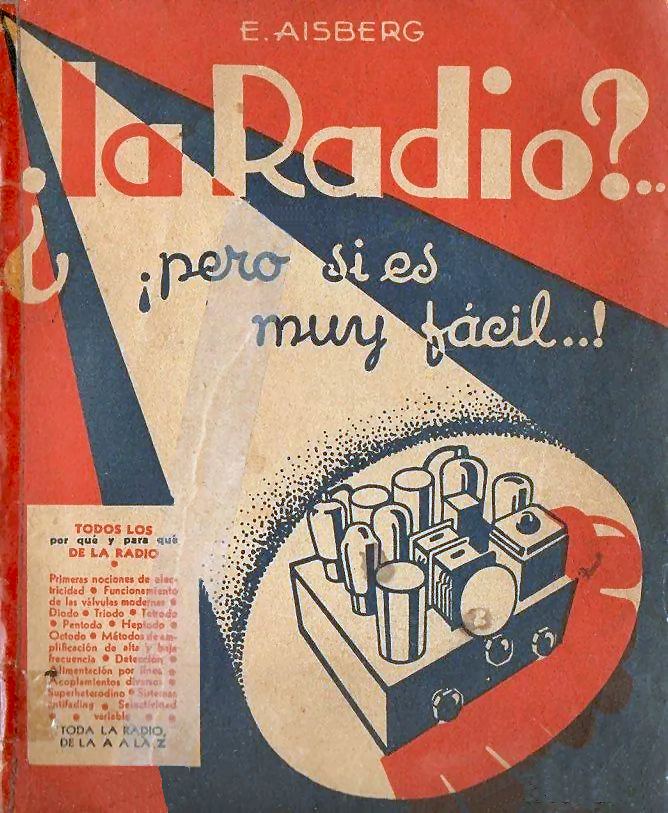 E. AISBERG
¿la Radio?...
¡pero si es
muy fácil...!
TODOS LOS
por qué y para qué
DE LA RADIO
Primeras nociones de elec-
tricidad • Funcionamiento
de las válvulas modernas •
Diodo • Triodo • Tetrodo
• Pentodo • Heptodo •
Octodo • Métodos de am-
plificación de alta y baja
frecuencia • Detección •
Alimentación por línea •
Acoplamientos diversos •
Superheterodino • Sistemas
antifading • Selectividad
• variable • •
TODA LA RADIO,
DE LA A A LA Z